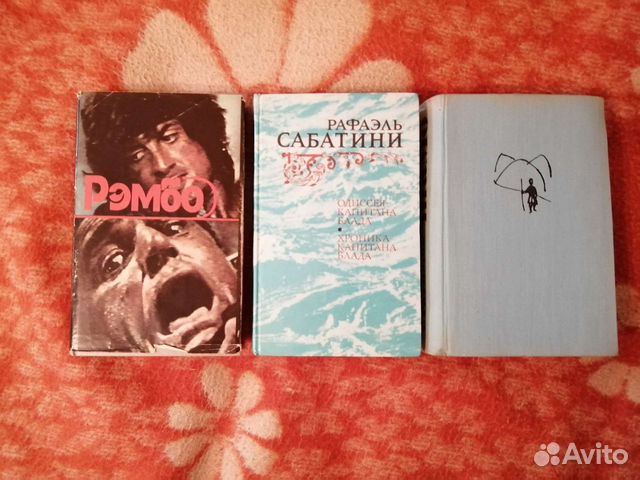 Рэмбо
РАФАЭЛЬ
САБАТИНИ
ОДИССЕЯ
КАПИТАНА
БЛАДА
ХРОНИКА
КАПИТАНА
БЛАДА
Avito